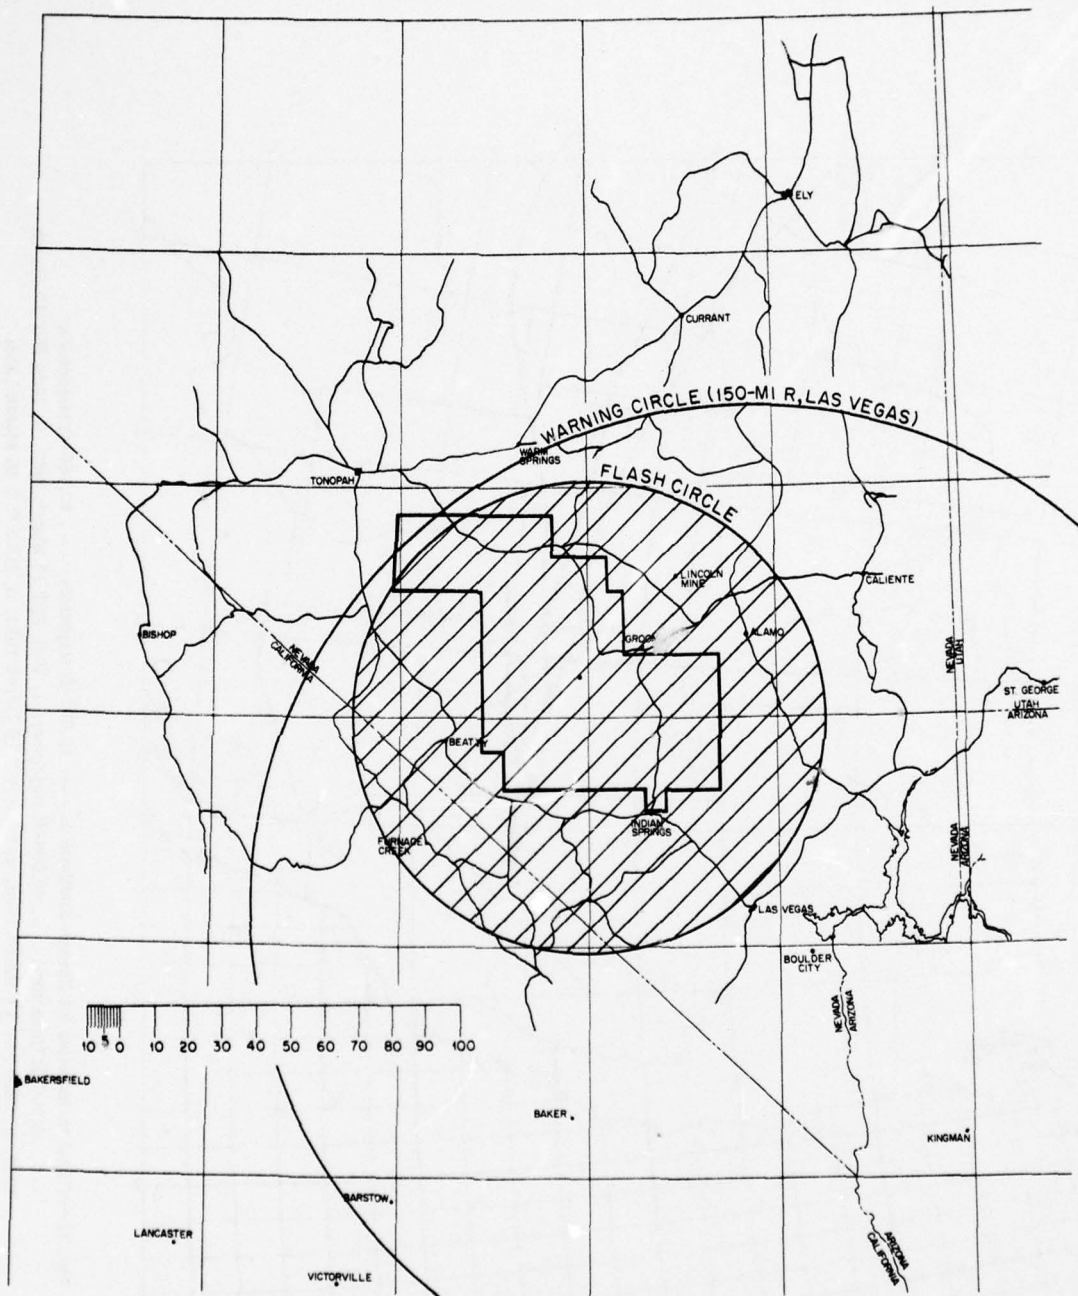 ELY
CURRANT
WARNING CIRCLE (150-MI R, LAS VEGAS)
WARM
SPRINGS
TONOPAH
FLASH CIRCLE
LINCOLN
MINE
CALIENTE
BISHOP
GROOM
ALAMO
NEVADA
CALIFORNIA
NEVADA
UTAH
ST. GEORGE
UTAH
ARIZONA
BEATTY
INDIAN
SPRINGS
FURNACE
CREEK
NEVADA
ARIZONA
LAS VEGAS
BOULDER
CITY
NEVADA
ARIZONA
10 5 0 10 20 30 40 50 60 70 80 90 100
BAKERSFIELD
BAKER
KINGMAN
BARSTOW
LANCASTER
ARIZONA
CALIFORNIA
VICTORVILLE